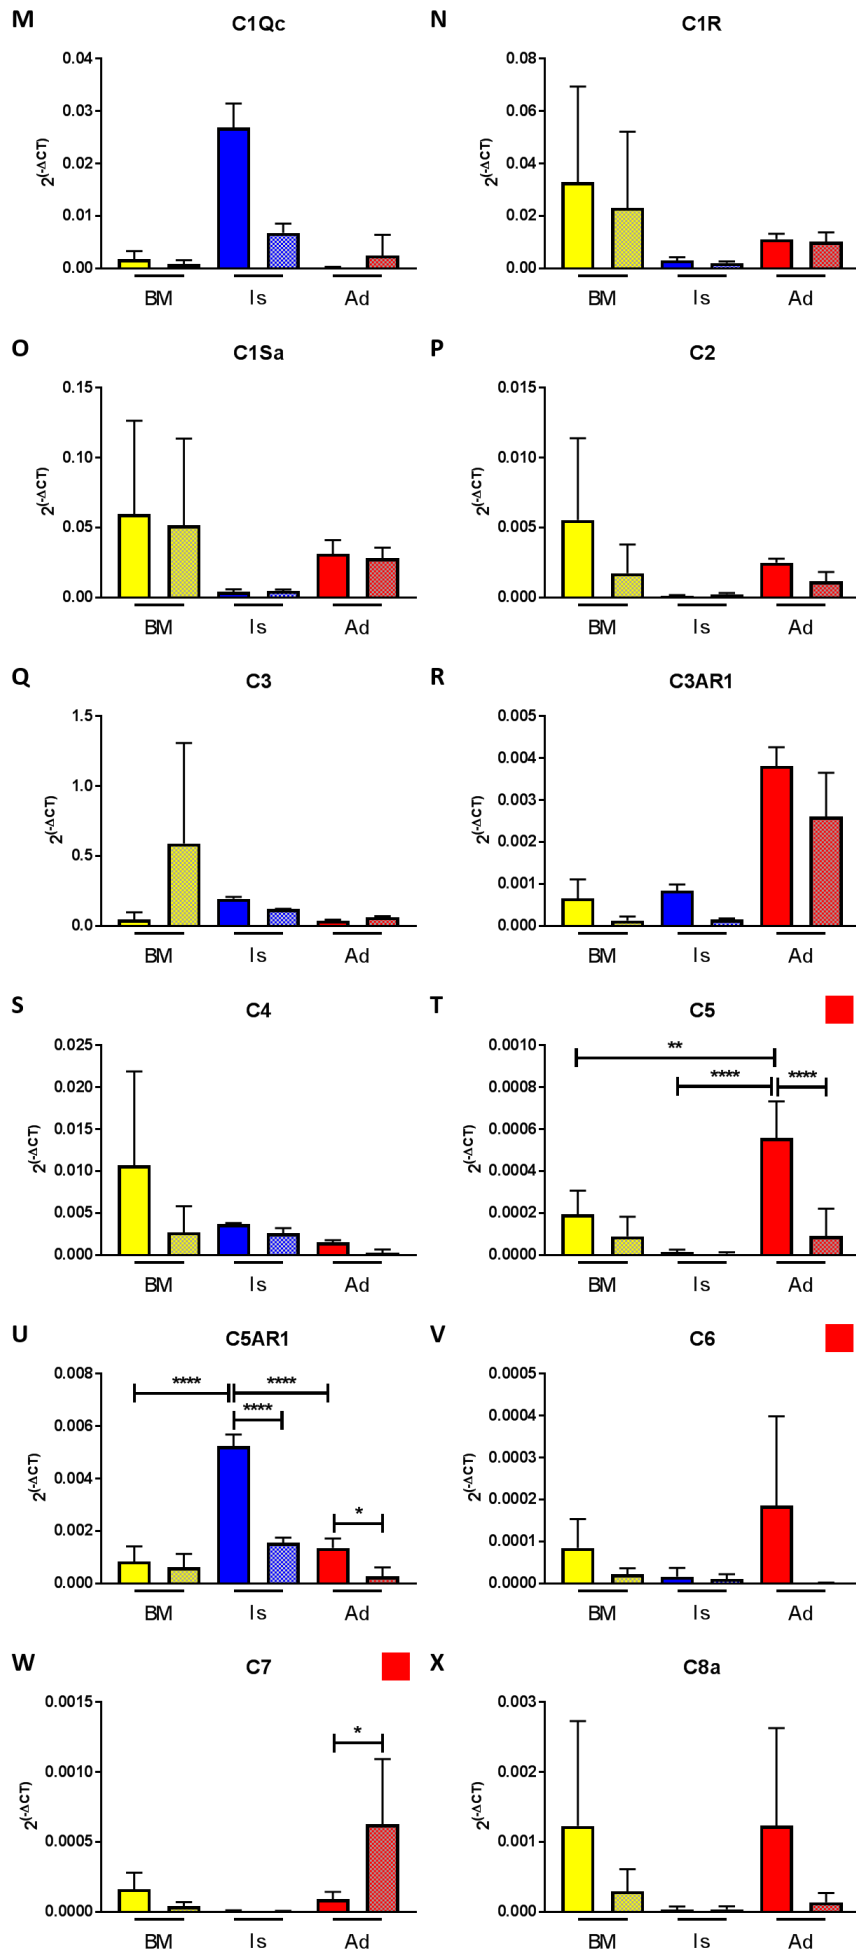 M C1Qc
0.04
0.03
0.02
0.01
0.00
2^(-ΔCT)
BM Is Ad
N C1R
0.08
0.06
0.04
0.02
0.00
2^(-ΔCT)
BM Is Ad
O C1Sa
0.15
0.10
0.05
0.00
2^(-ΔCT)
BM Is Ad
P C2
0.015
0.010
0.005
0.000
2^(-ΔCT)
BM Is Ad
Q C3
1.5
1.0
0.5
0.0
2^(-ΔCT)
BM Is Ad
R C3AR1
0.005
0.004
0.003
0.002
0.001
0.000
2^(-ΔCT)
BM Is Ad
S C4
0.025
0.020
0.015
0.010
0.005
0.000
2^(-ΔCT)
BM Is Ad
T C5
0.0010
0.0008
0.0006
0.0004
0.0002
0.0000
2^(-ΔCT)
**
**** ****
BM Is Ad
U C5AR1
0.008
0.006
0.004
0.002
0.000
2^(-ΔCT)
**** ****
****
*
BM Is Ad
V C6
0.0005
0.0004
0.0003
0.0002
0.0001
0.0000
2^(-ΔCT)
BM Is Ad
W C7
0.0015
0.0010
0.0005
0.0000
2^(-ΔCT)
*
BM Is Ad
X C8a
0.003
0.002
0.001
0.000
2^(-ΔCT)
BM Is Ad